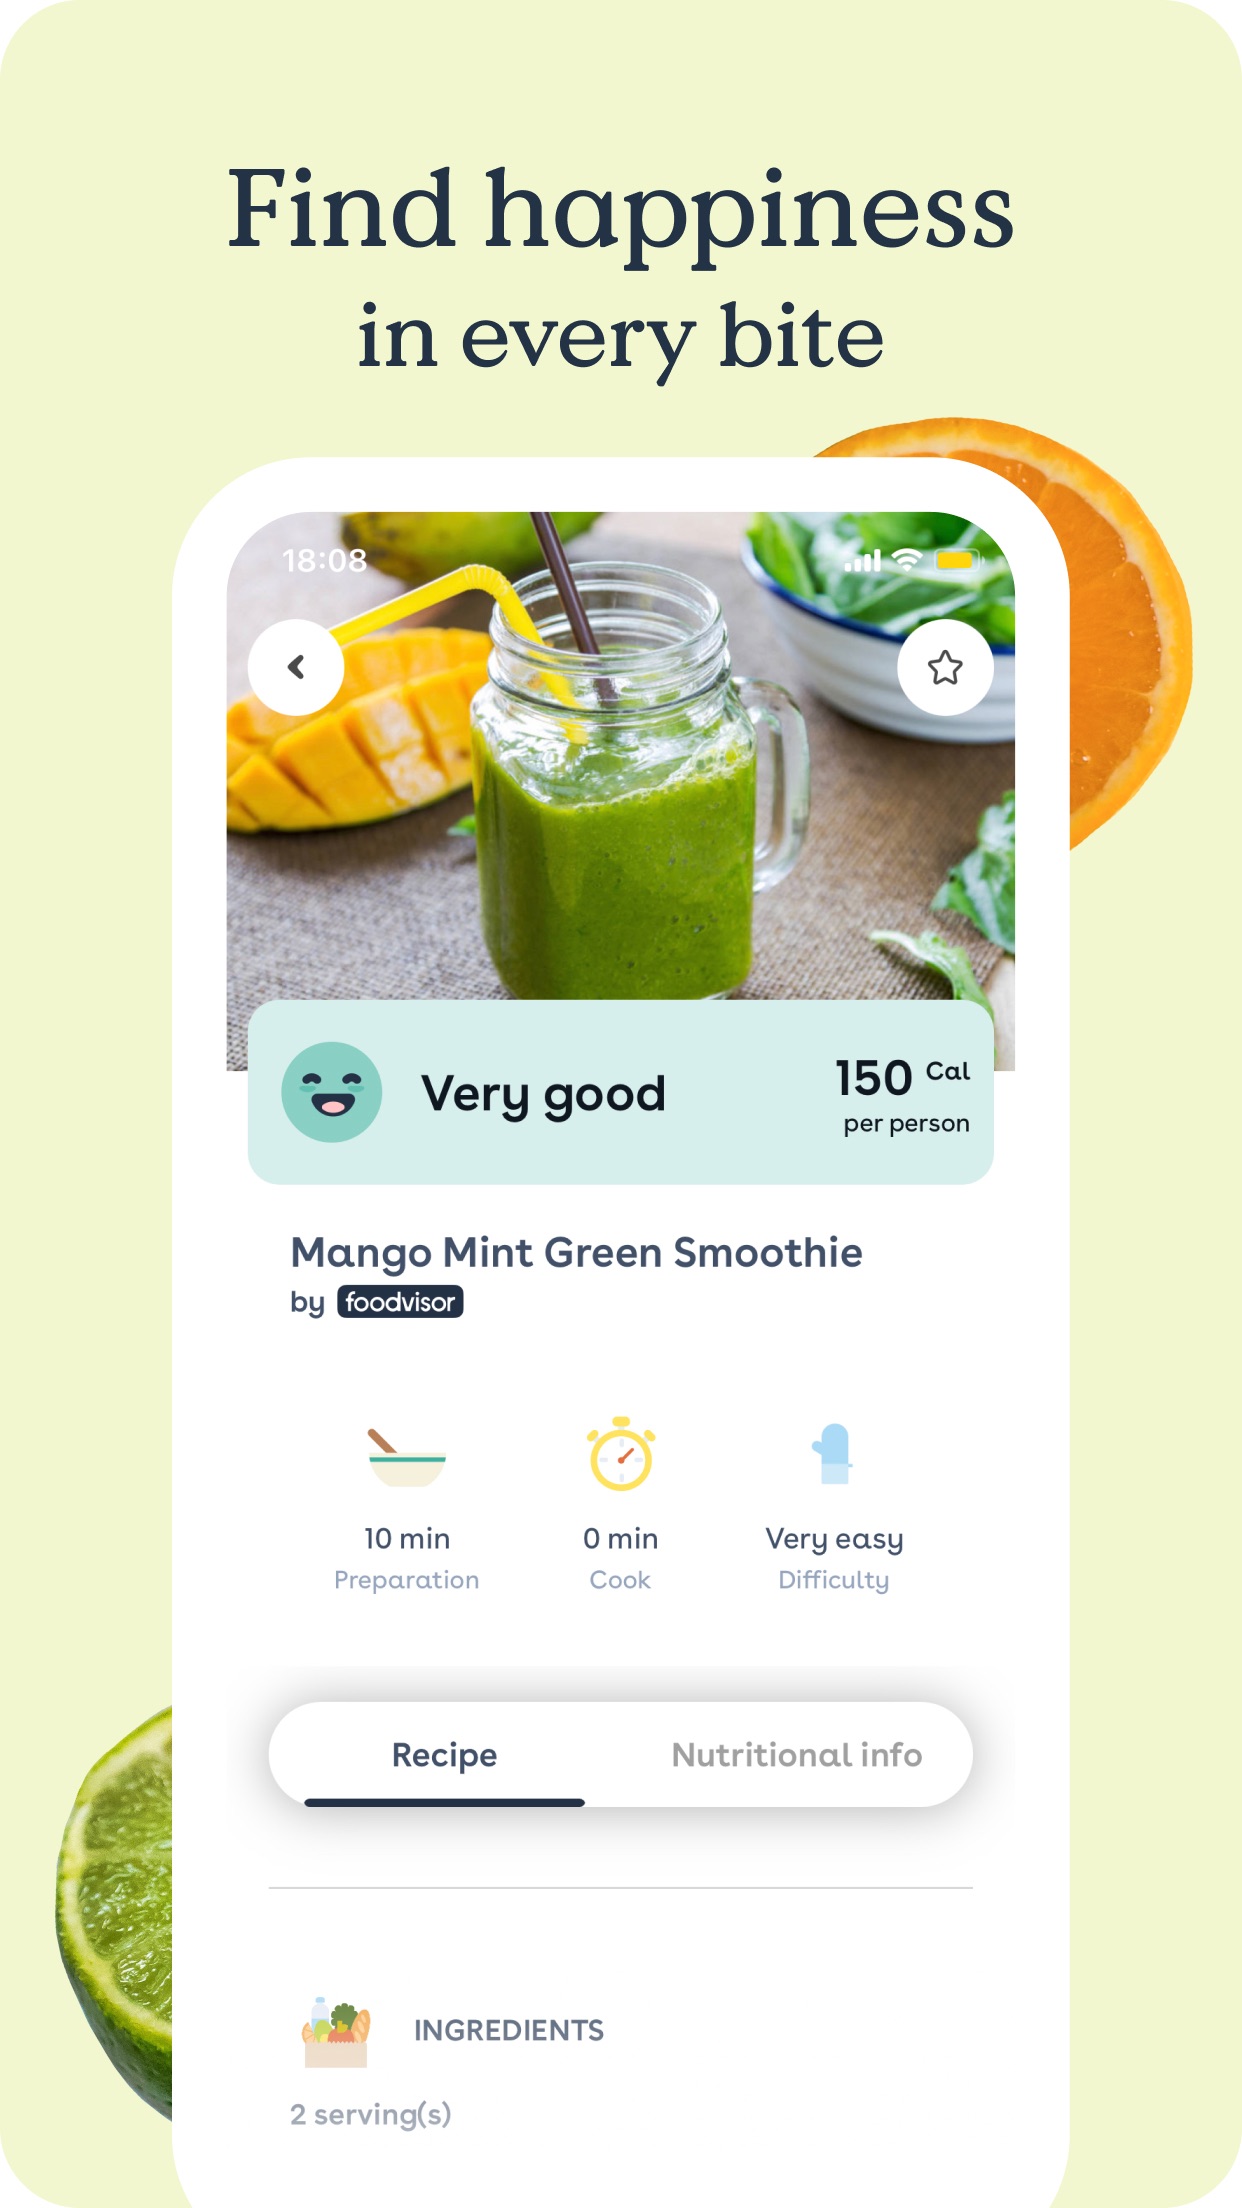 Find happiness
in every bite
18:08
Very good
150 Cal
per person
Mango Mint Green Smoothie
by foodvisor
10 min
Preparation
0 min
Cook
Very easy
Difficulty
Recipe
Nutritional info
INGREDIENTS
2 serving(s)